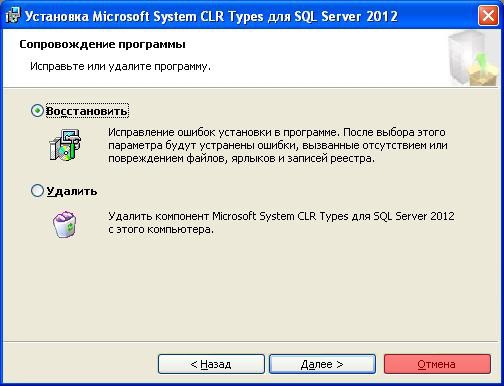 Установка Microsoft System CLR Types для SQL Server 2012
Сопровождение программы
Исправьте или удалите программу.
Восстановить
Исправление ошибок установки в программе. После выбора этого
параметра будут устранены ошибки, вызванные отсутствием или
повреждением файлов, ярлыков и записей реестра.
Удалить
Удалить компонент Microsoft System CLR Types для SQL Server 2012
с этого компьютера.
< Назад
Далее >
Отмена